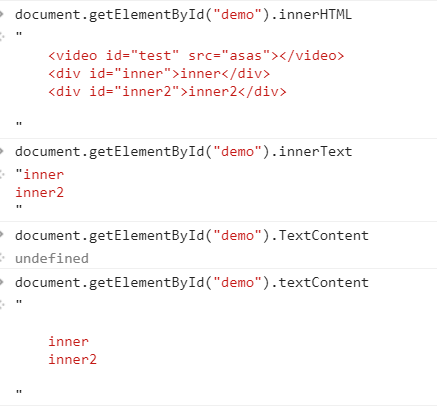 document.getElementById("demo").innerHTML
"
    <video id="test" src="asas"></video>
    <div id="inner">inner</div>
    <div id="inner2">inner2</div>
"
document.getElementById("demo").innerText
"inner
inner2
"
document.getElementById("demo").TextContent
undefined
document.getElementById("demo").textContent
"
    inner
    inner2
"